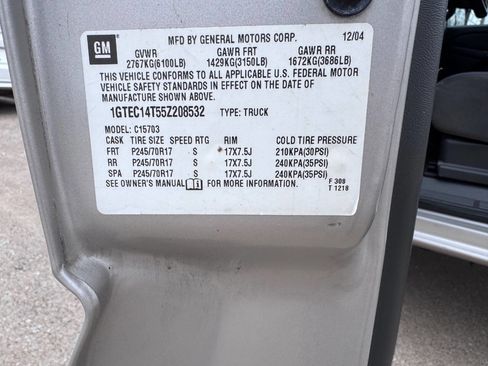 GM
MFD BY GENERAL MOTORS CORP. 12/04
GVWR GAWR FRT GAWR RR
2767KG(6100LB) 1429KG(3150LB) 1672KG(3686LB)
THIS VEHICLE CONFORMS TO ALL APPLICABLE U.S. FEDERAL MOTOR
VEHICLE SAFETY STANDARDS IN EFFECT ON THE DATE OF
MANUFACTURE SHOWN ABOVE.
1GTEC14T55Z208532 TYPE: TRUCK
MODEL: C15703
CASK TIRE SIZE SPEED RTG RIM COLD TIRE PRESSURE
FRT P245/70R17 S 17X7.5J 210KPA(30PSI)
RR P245/70R17 S 17X7.5J 240KPA(35PSI)
SPA P245/70R17 S 17X7.5J 240KPA(35PSI)
SEE OWNER'S MANUAL FOR MORE INFORMATION. F 308
T 1218